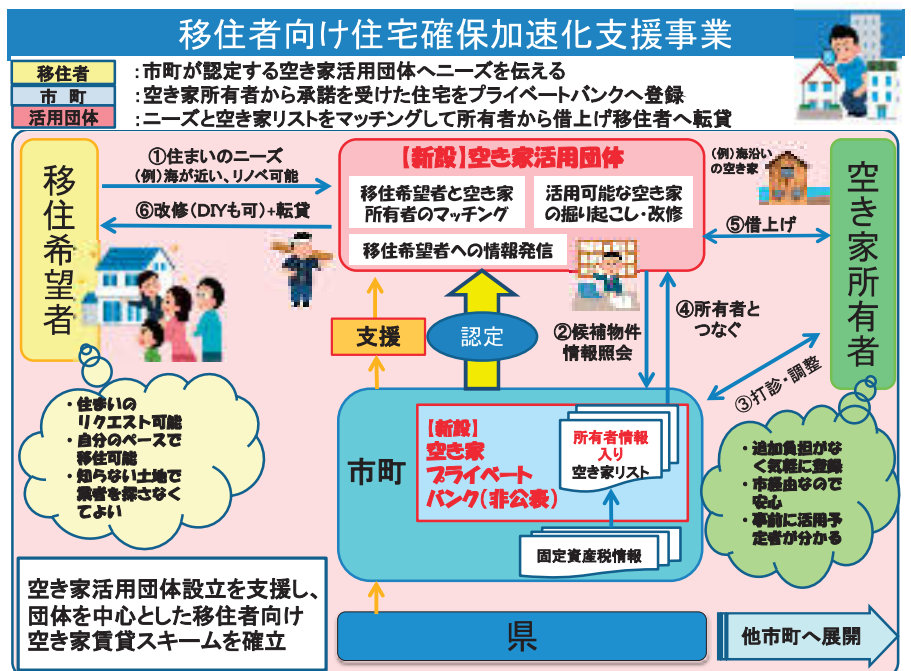 移住者向け住宅確保加速化支援事業
移住者
：市町が認定する空き家活用団体へニーズを伝える
市 町
：空き家所有者から承諾を受けた住宅をプライベートバンクへ登録
活用団体
：ニーズと空き家リストをマッチングして所有者から借上げ移住者へ転貸
移住希望者
①住まいのニーズ
(例)海が近い、リノベ可能
⑥改修(DIYも可)+転貸
【新設】空き家活用団体
移住希望者と空き家
所有者のマッチング
活用可能な空き家
の掘り起こし・改修
移住希望者への情報発信
(例)海沿い
の空き家
⑤借上げ
空き家所有者
支援
認定
②候補物件
情報照会
④所有者と
つなぐ
③打診・調整
・住まいの
リクエスト可能
・自分のペースで
移住可能
・知らない土地で
業者を探さなく
てよい
市町
【新設】
空き家
プライベート
バンク(非公表)
所有者情報
入り
空き家リスト
固定資産税情報
・追加負担がな
く気軽に登録
・市経由なので
安心
・事前に活用予
定者が分かる
空き家活用団体設立を支援し、
団体を中心とした移住者向け
空き家賃貸スキームを確立
県
他市町へ展開